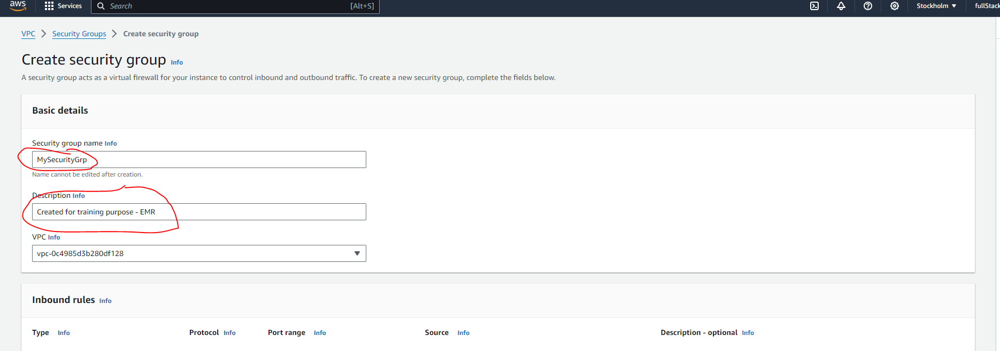 aws Services Search [Alt+S] Stockholm fullStack
VPC Security Groups Create security group
Create security group Info
A security group acts as a virtual firewall for your instance to control inbound and outbound traffic. To create a new security group, complete the fields below.
Basic details
Security group name Info
MySecurityGrp
Name cannot be edited after creation.
Description Info
Created for training purpose - EMR
VPC Info
vpc-0c4985d3b280df128
Inbound rules Info
Type Info Protocol Info Port range Info Source Info Description - optional Info